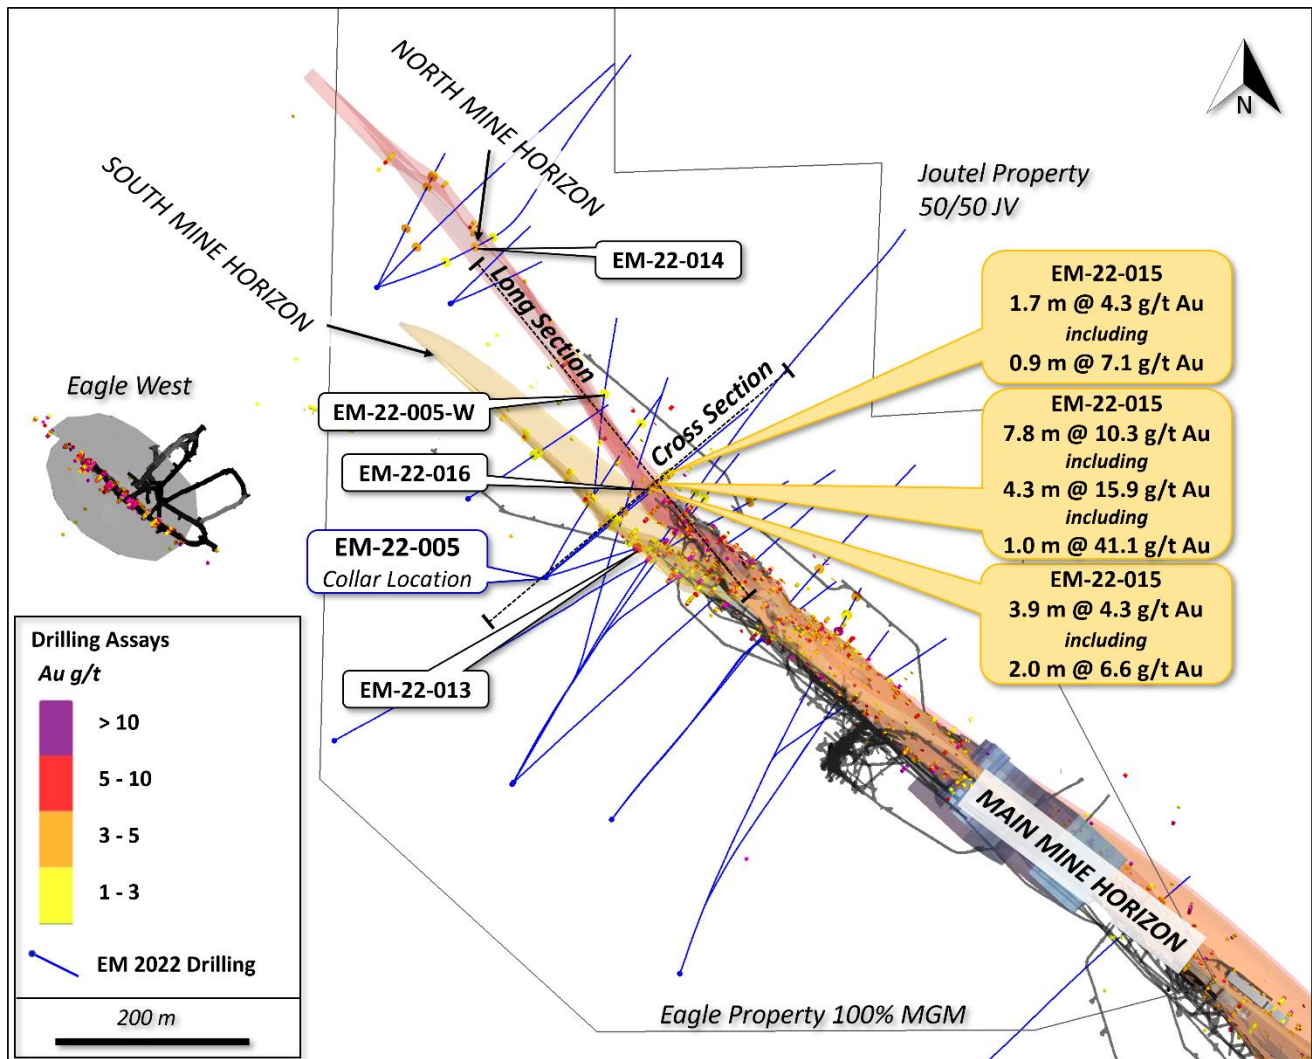 NORTH MINE HORIZON
N
SOUTH MINE HORIZON
Joutel Property
50/50 JV
EM-22-014
Long Section
EM-22-015
1.7 m @ 4.3 g/t Au
including
0.9 m @ 7.1 g/t Au
Eagle West
Cross Section
EM-22-005-W
EM-22-015
7.8 m @ 10.3 g/t Au
including
4.3 m @ 15.9 g/t Au
including
1.0 m @ 41.1 g/t Au
EM-22-016
EM-22-005
Collar Location
EM-22-015
3.9 m @ 4.3 g/t Au
including
2.0 m @ 6.6 g/t Au
EM-22-013
Drilling Assays
Au g/t
> 10
5 - 10
3 - 5
1 - 3
EM 2022 Drilling
200 m
MAIN MINE HORIZON
Eagle Property 100% MGM